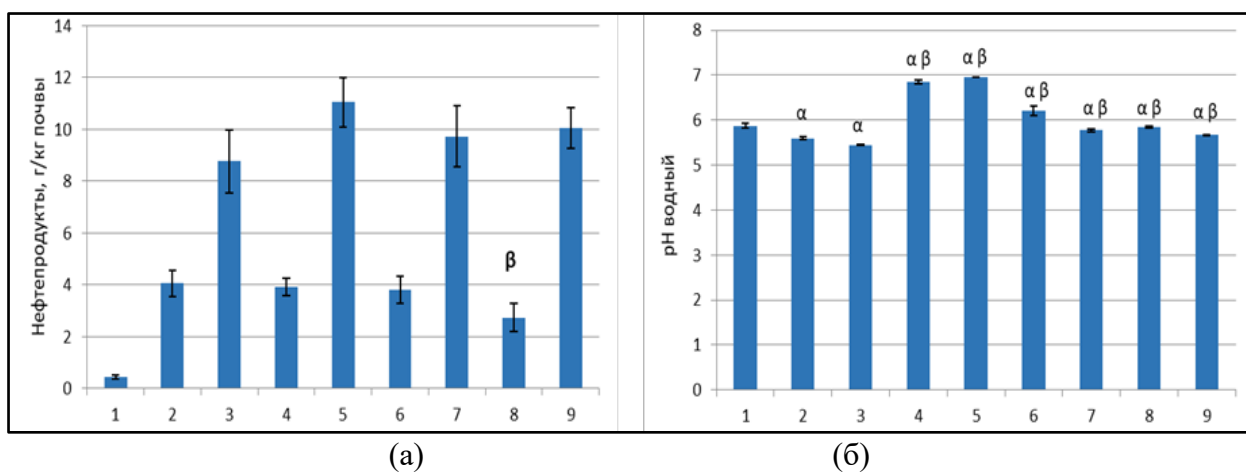 Нефтепродукты, г/кг почвы
14
12
10
8
6
4
2
0
β
1 2 3 4 5 6 7 8 9
(а)
pH водный
8
7
6
5
4
3
2
1
0
α α α β α β α β α β α β α β
1 2 3 4 5 6 7 8 9
(б)